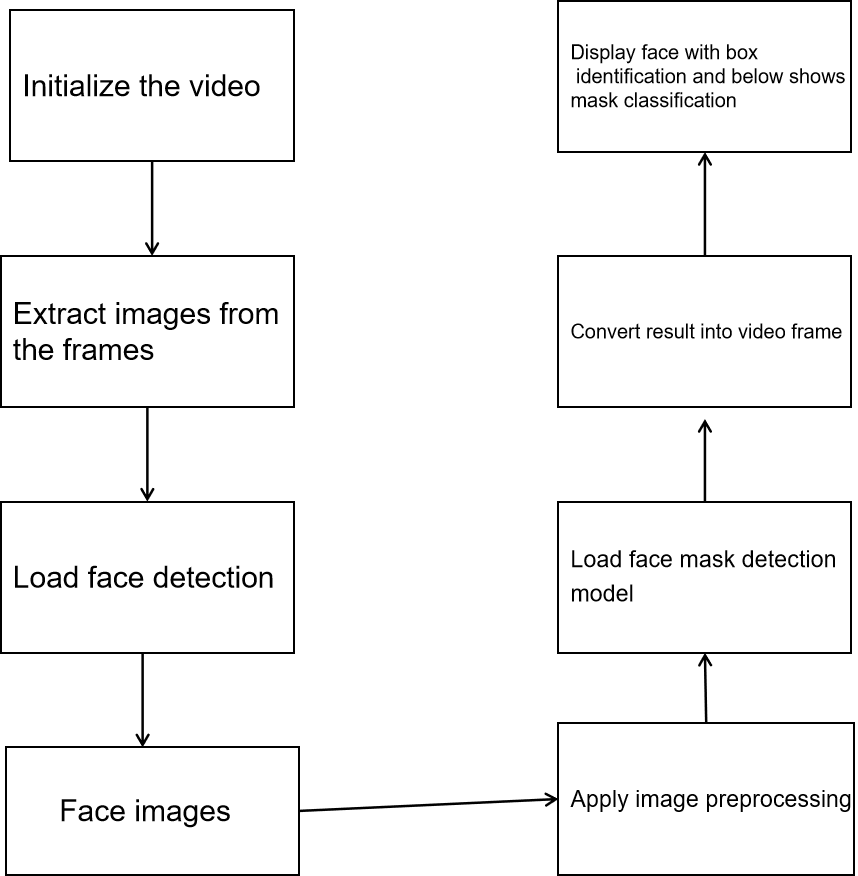 Initialize the video
Extract images from
the frames
Load face detection
Face images
Apply image preprocessing
Load face mask detection
model
Convert result into video frame
Display face with box
identification and below shows
mask classification